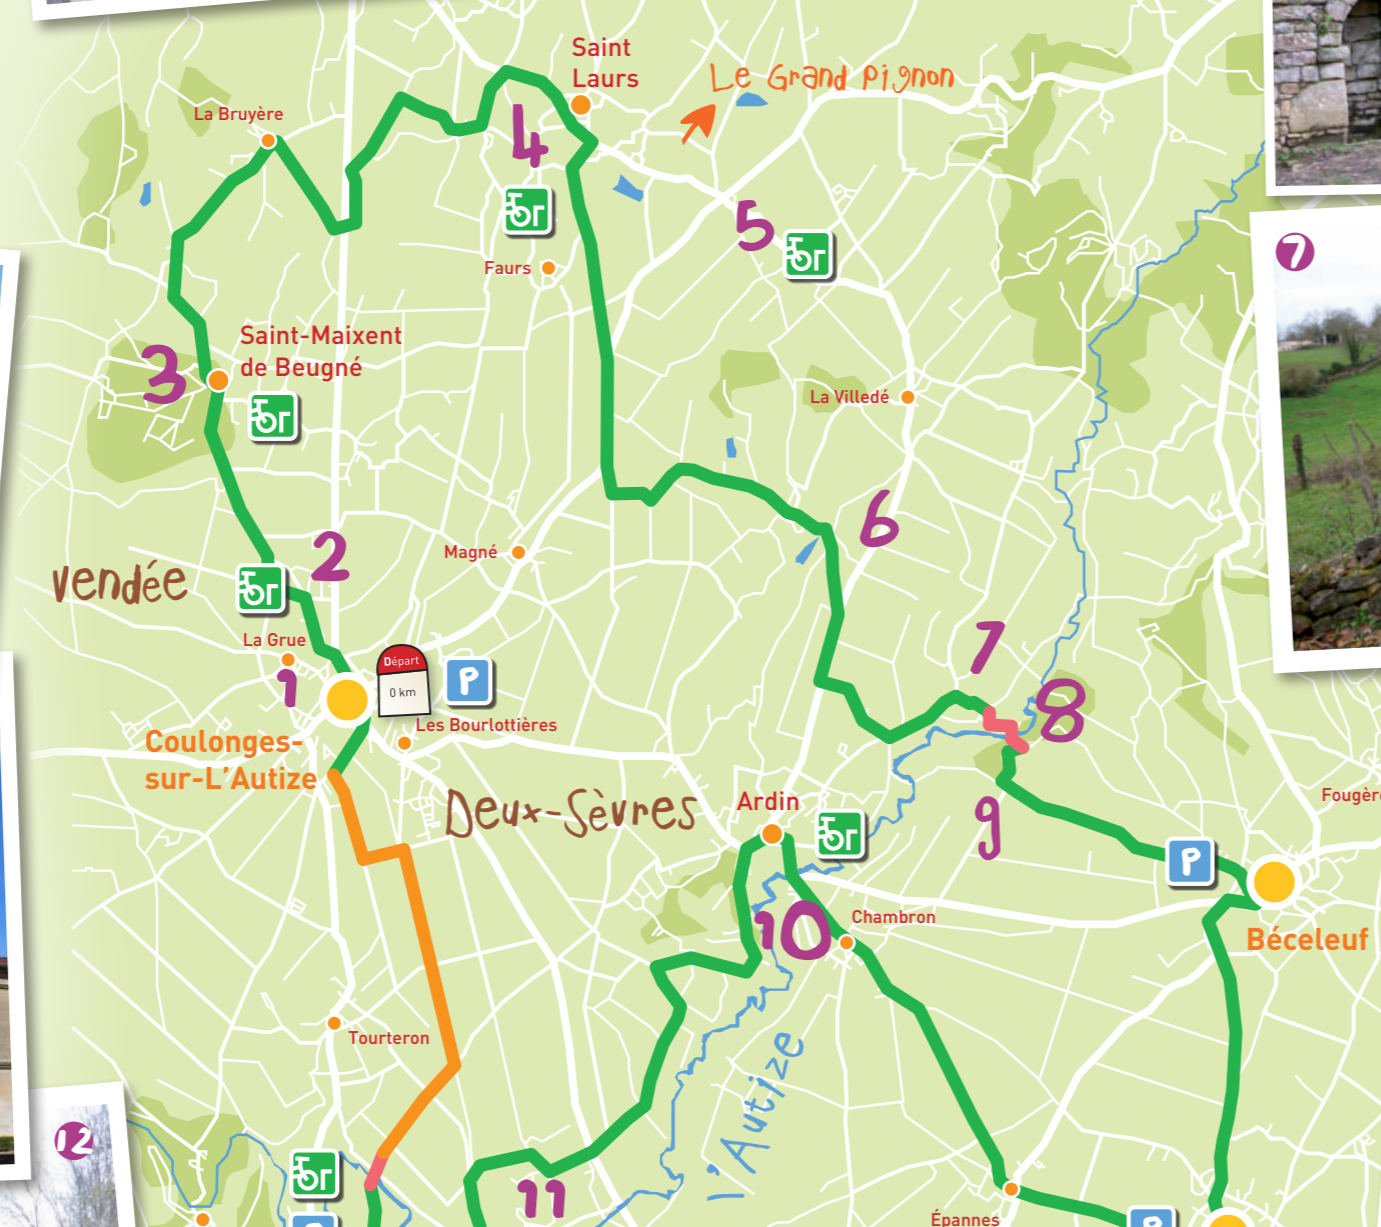 Saint
Laurs
Le Grand Pignon
La Bruyère
4
5
7
Faurs
Saint-Maixent
de Beugné
3
La Villedé
6
2
Magné
Vendée
La Grue
1
Départ
0 km
P
7
8
Les Bourlottières
Coulonges-
sur-L'Autize
Deux-Sèvres
Ardin
9
Fougèr
P
10
Chambron
Béceleuf
Tourteron
l'Autize
12
11
Épannes
P
P